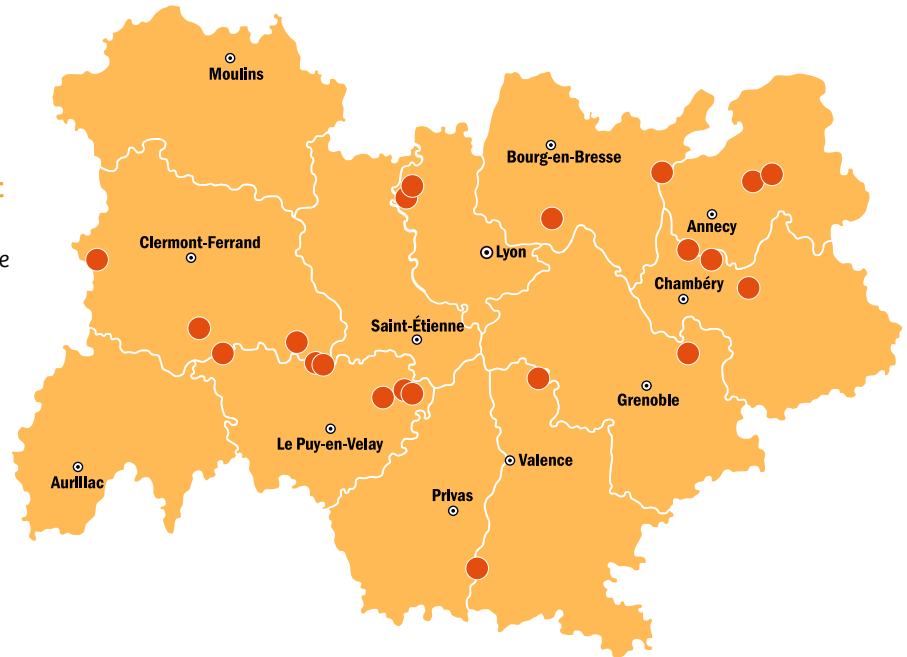 Moulins
Bourg-en-Bresse
:
Annecy
Clermont-Ferrand
Lyon
e
Chambéry
Saint-Étienne
Grenoble
Le Puy-en-Velay
Valence
Aurillac
Privas